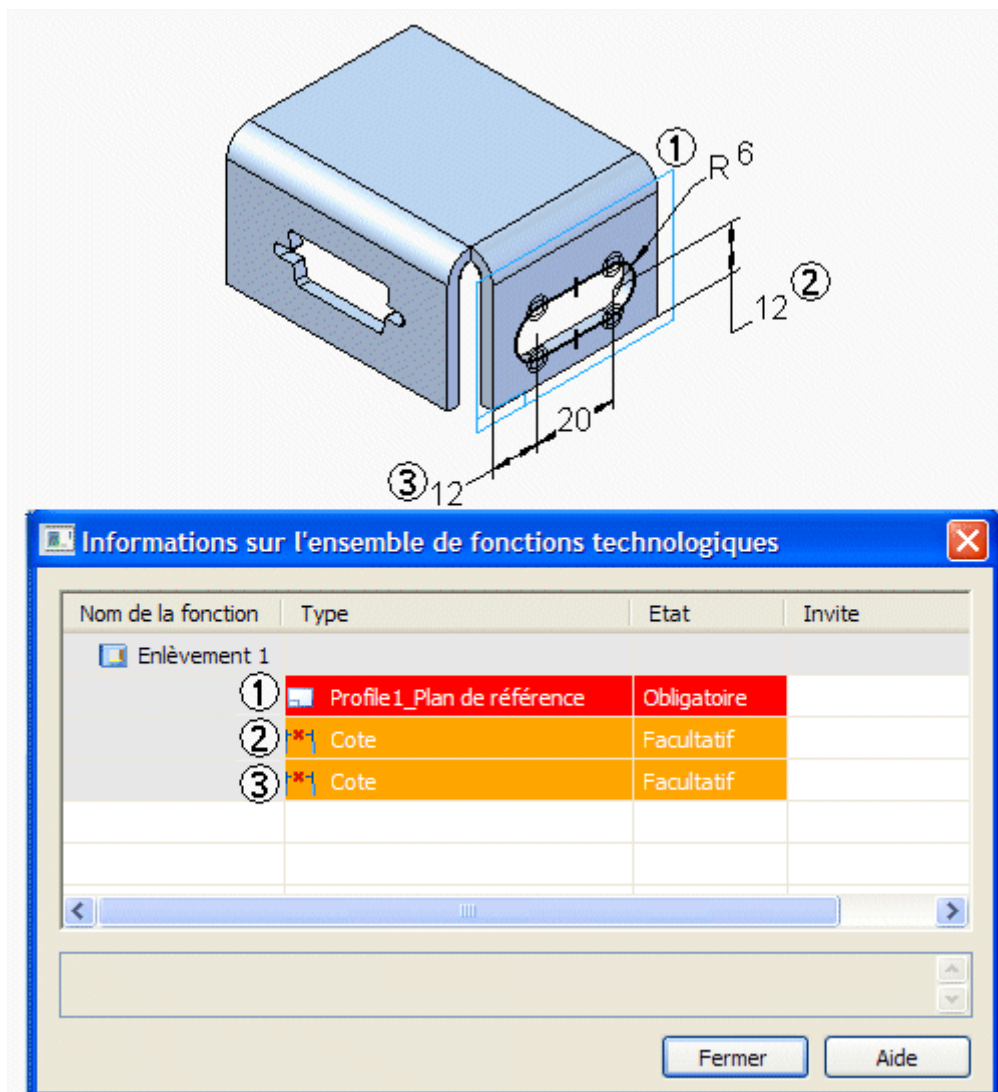 1
R 6
12 2
20
3 12
Informations sur l'ensemble de fonctions technologiques
Nom de la fonction Type Etat Invite
Enlèvement 1
1 Profile1_Plan de référence Obligatoire
2 Cote Facultatif
3 Cote Facultatif
Fermer Aide